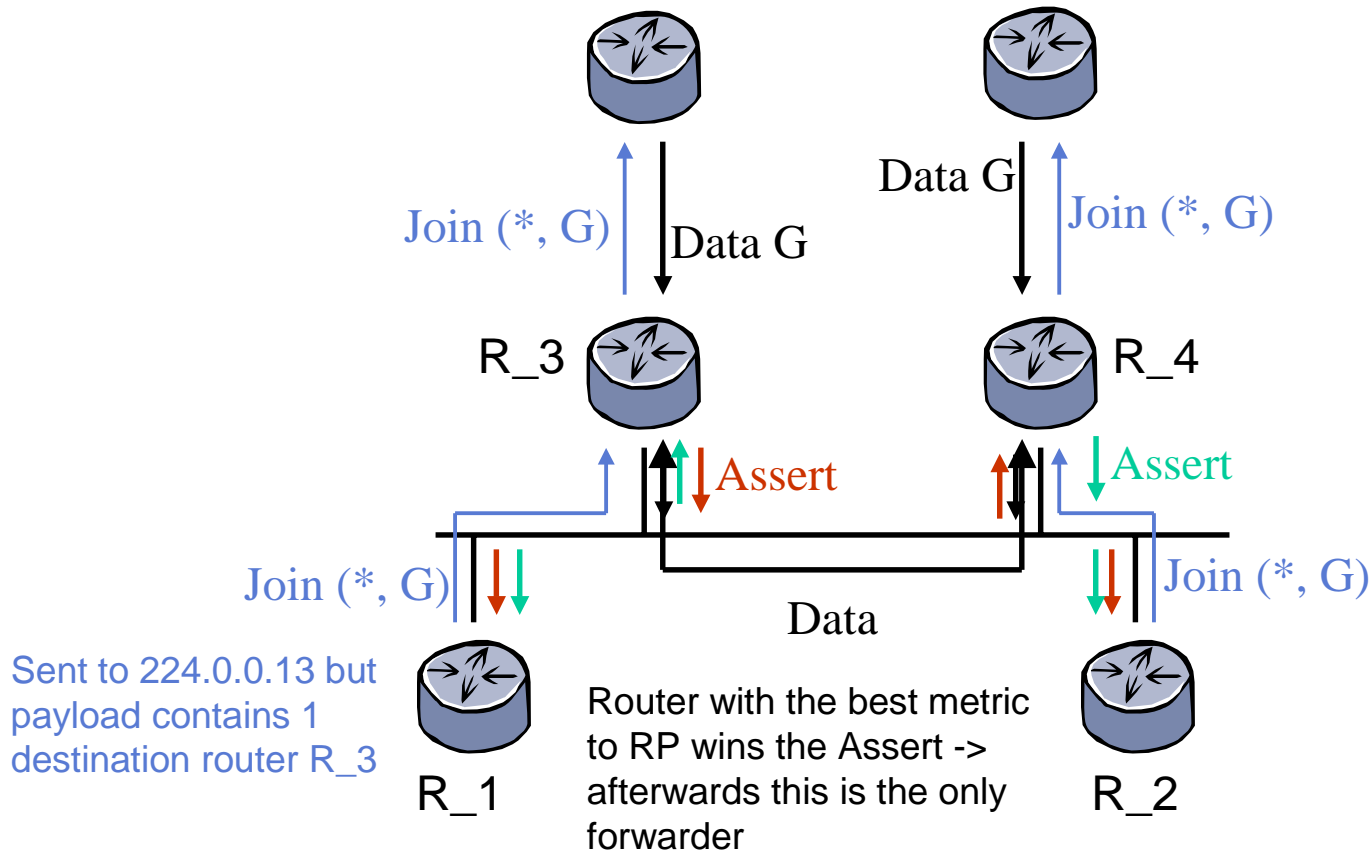 Data G
Join (*, G)
Join (*, G)
Data G
R_3
R_4
Assert
Assert
Join (*, G)
Join (*, G)
Data
Sent to 224.0.0.13 but
payload contains 1
destination router R_3
Router with the best metric
to RP wins the Assert ->
afterwards this is the only
forwarder
R_1
R_2